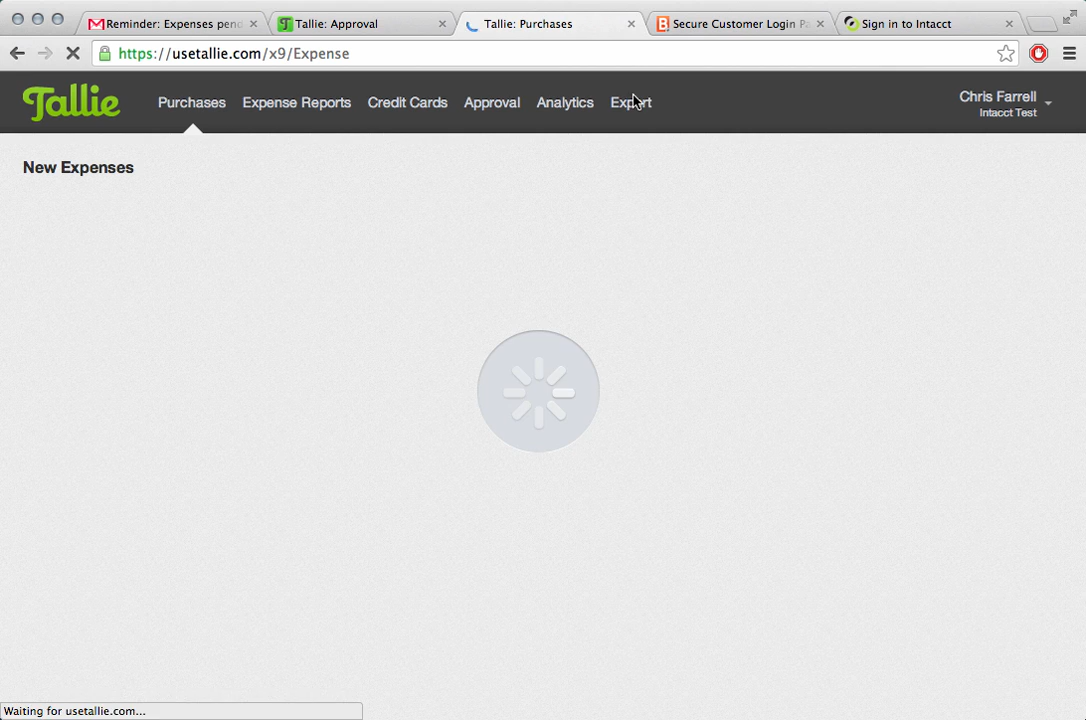 Reminder: Expenses pend
Tallie: Approval
Tallie: Purchases
Secure Customer Login Pa
Sign in to Intacct
https://usetallie.com/x9/Expense
Tallie
Purchases
Expense Reports
Credit Cards
Approval
Analytics
Export
Chris Farrell
Intacct Test
New Expenses
Waiting for usetallie.com...